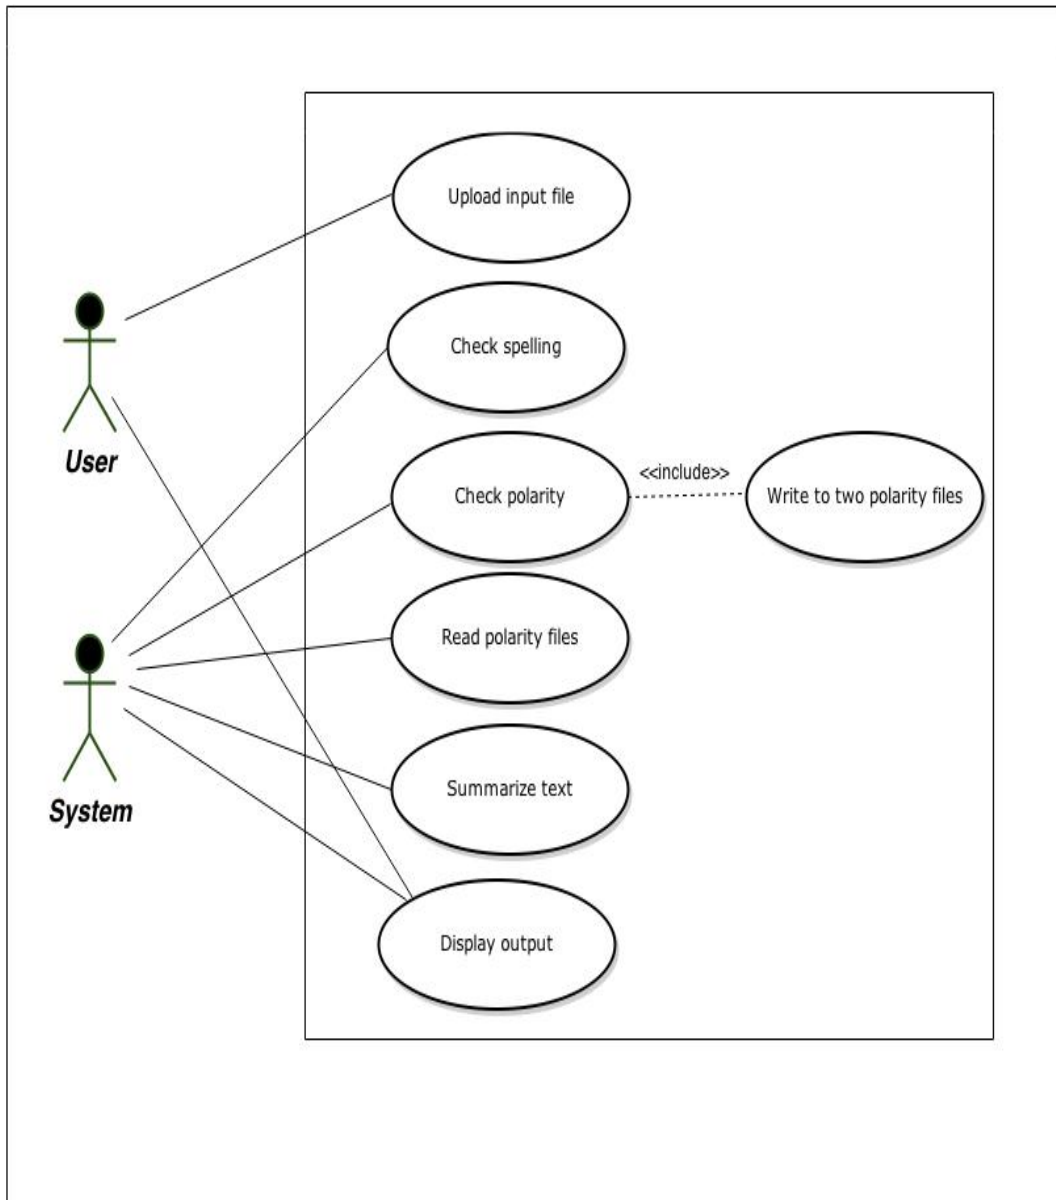 Upload input file
Check spelling
User
Check polarity
<<include>>
Write to two polarity files
Read polarity files
System
Summarize text
Display output